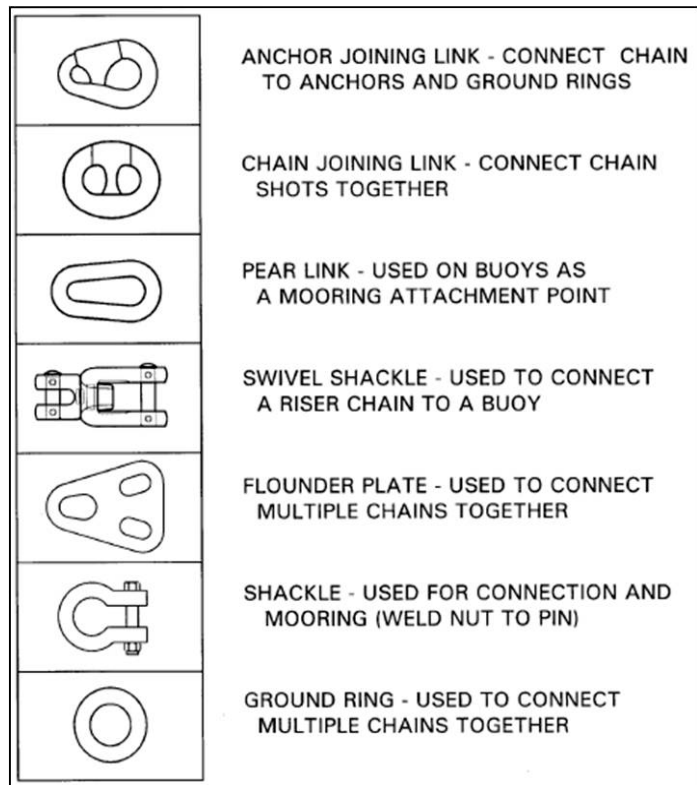 ANCHOR JOINING LINK - CONNECT CHAIN
TO ANCHORS AND GROUND RINGS
CHAIN JOINING LINK - CONNECT CHAIN
SHOTS TOGETHER
PEAR LINK - USED ON BUOYS AS
A MOORING ATTACHMENT POINT
SWIVEL SHACKLE - USED TO CONNECT
A RISER CHAIN TO A BUOY
FLOUNDER PLATE - USED TO CONNECT
MULTIPLE CHAINS TOGETHER
SHACKLE - USED FOR CONNECTION AND
MOORING (WELD NUT TO PIN)
GROUND RING - USED TO CONNECT
MULTIPLE CHAINS TOGETHER